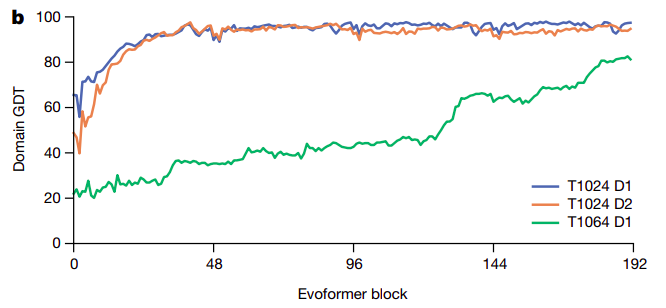 b
100
80
60
40
20
0
Domain GDT
T1024 D1
T1024 D2
T1064 D1
0 48 96 144 192
Evoformer block